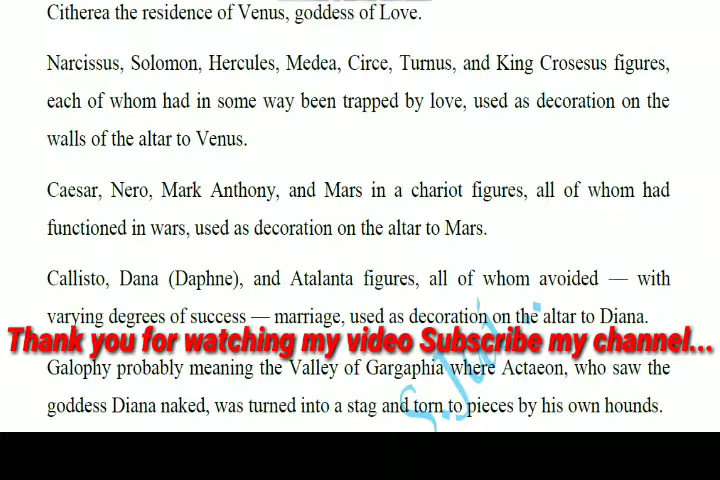 Citherea the residence of Venus, goddess of Love.
Narcissus, Solomon, Hercules, Medea, Circe, Turnus, and King Crosesus figures,
each of whom had in some way been trapped by love, used as decoration on the
walls of the altar to Venus.
Caesar, Nero, Mark Anthony, and Mars in a chariot figures, all of whom had
functioned in wars, used as decoration on the altar to Mars.
Callisto, Dana (Daphne), and Atalanta figures, all of whom avoided — with
varying degrees of success — marriage, used as decoration on the altar to Diana.
Thank you for watching my video Subscribe my channel...
Galophy probably meaning the Valley of Gargaphia where Actaeon, who saw the
goddess Diana naked, was turned into a stag and torn to pieces by his own hounds.